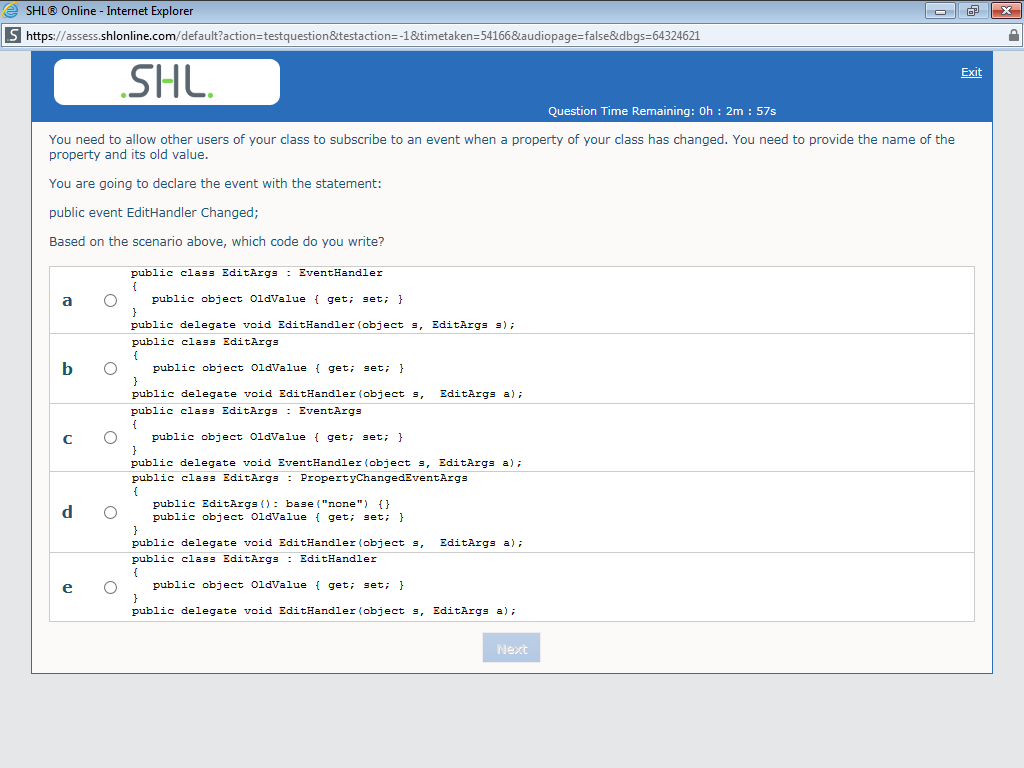 SHL® Online - Internet Explorer
https://assess.shlonline.com/default?action=testquestion&testaction=-1&timetaken=54166&audiopage=false&dbgs=64324621
.SHL.
Exit
Question Time Remaining: 0h : 2m : 57s
You need to allow other users of your class to subscribe to an event when a property of your class has changed. You need to provide the name of the
property and its old value.
You are going to declare the event with the statement:
public event EditHandler Changed;
Based on the scenario above, which code do you write?
a
public class EditArgs : EventHandler
{
public object OldValue { get; set; }
}
public delegate void EditHandler(object s, EditArgs s);
b
public class EditArgs
{
public object OldValue { get; set; }
}
public delegate void EditHandler(object s,  EditArgs a);
c
public class EditArgs : EventArgs
{
public object OldValue { get; set; }
}
public delegate void EventHandler(object s, EditArgs a);
d
public class EditArgs : PropertyChangedEventArgs
{
public EditArgs(): base("none") {}
public object OldValue { get; set; }
}
public delegate void EditHandler(object s,  EditArgs a);
e
public class EditArgs : EditHandler
{
public object OldValue { get; set; }
}
public delegate void EditHandler(object s, EditArgs a);
Next